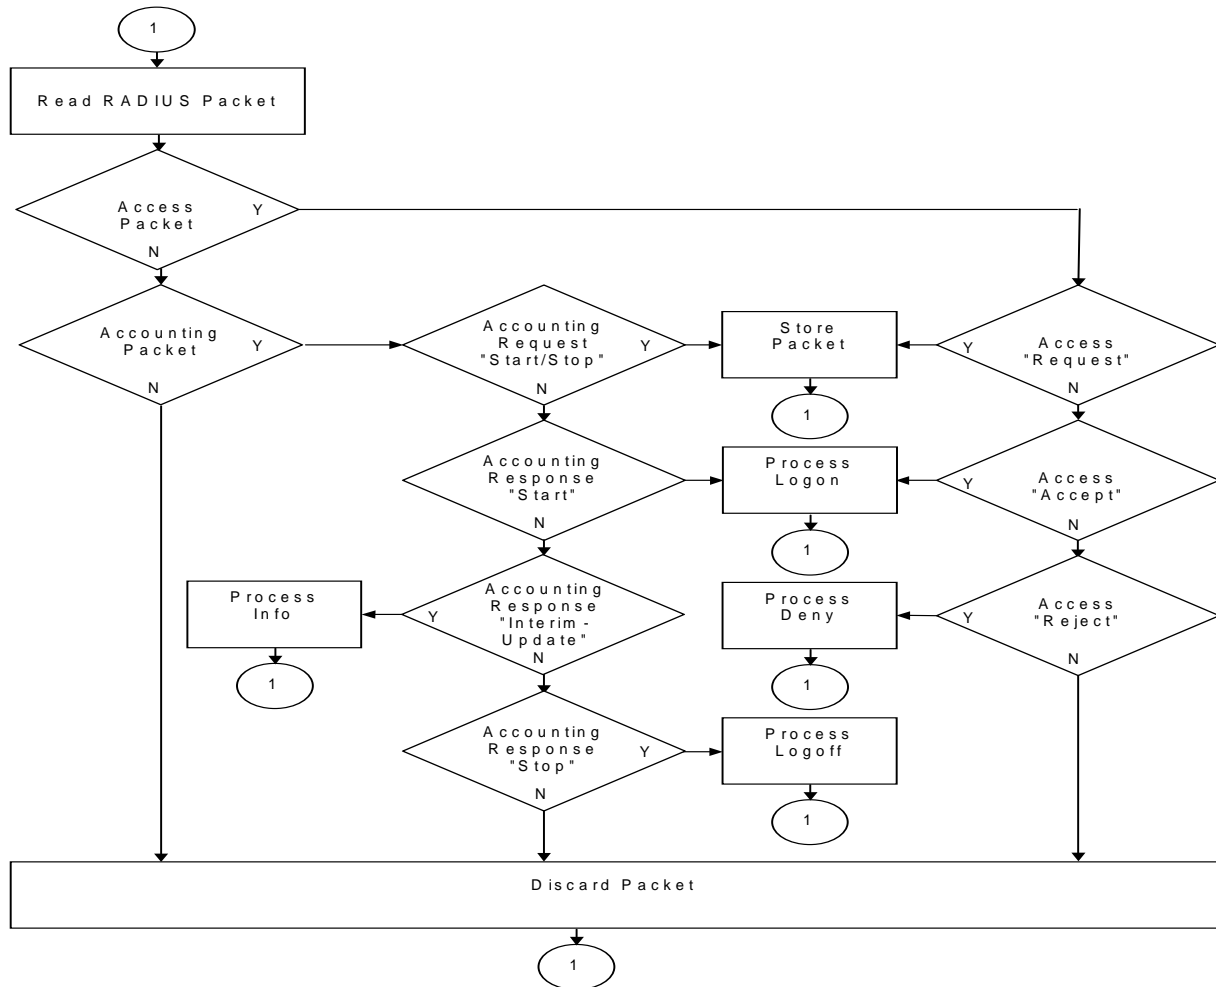 1
Read RADIUS Packet
Access
Packet
Y
N
Accounting
Packet
Y
N
Accounting
Request
"Start/Stop"
Y
N
Store
Packet
1
Access
"Request"
Y
N
Accounting
Response
"Start"
N
Process
Logon
1
Access
"Accept"
Y
N
Process
Info
1
Accounting
Response
"Interim-
Update"
Y
N
Process
Deny
1
Access
"Reject"
Y
N
Accounting
Response
"Stop"
Y
N
Process
Logoff
1
Discard Packet
1